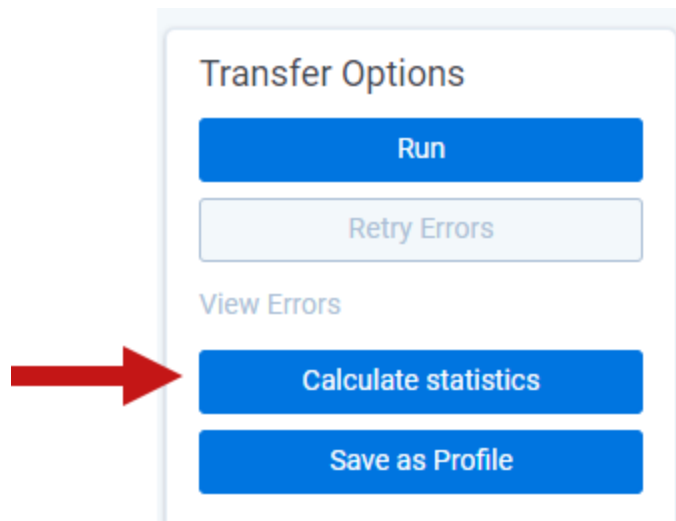 Transfer Options
Run
Retry Errors
View Errors
Calculate statistics
Save as Profile